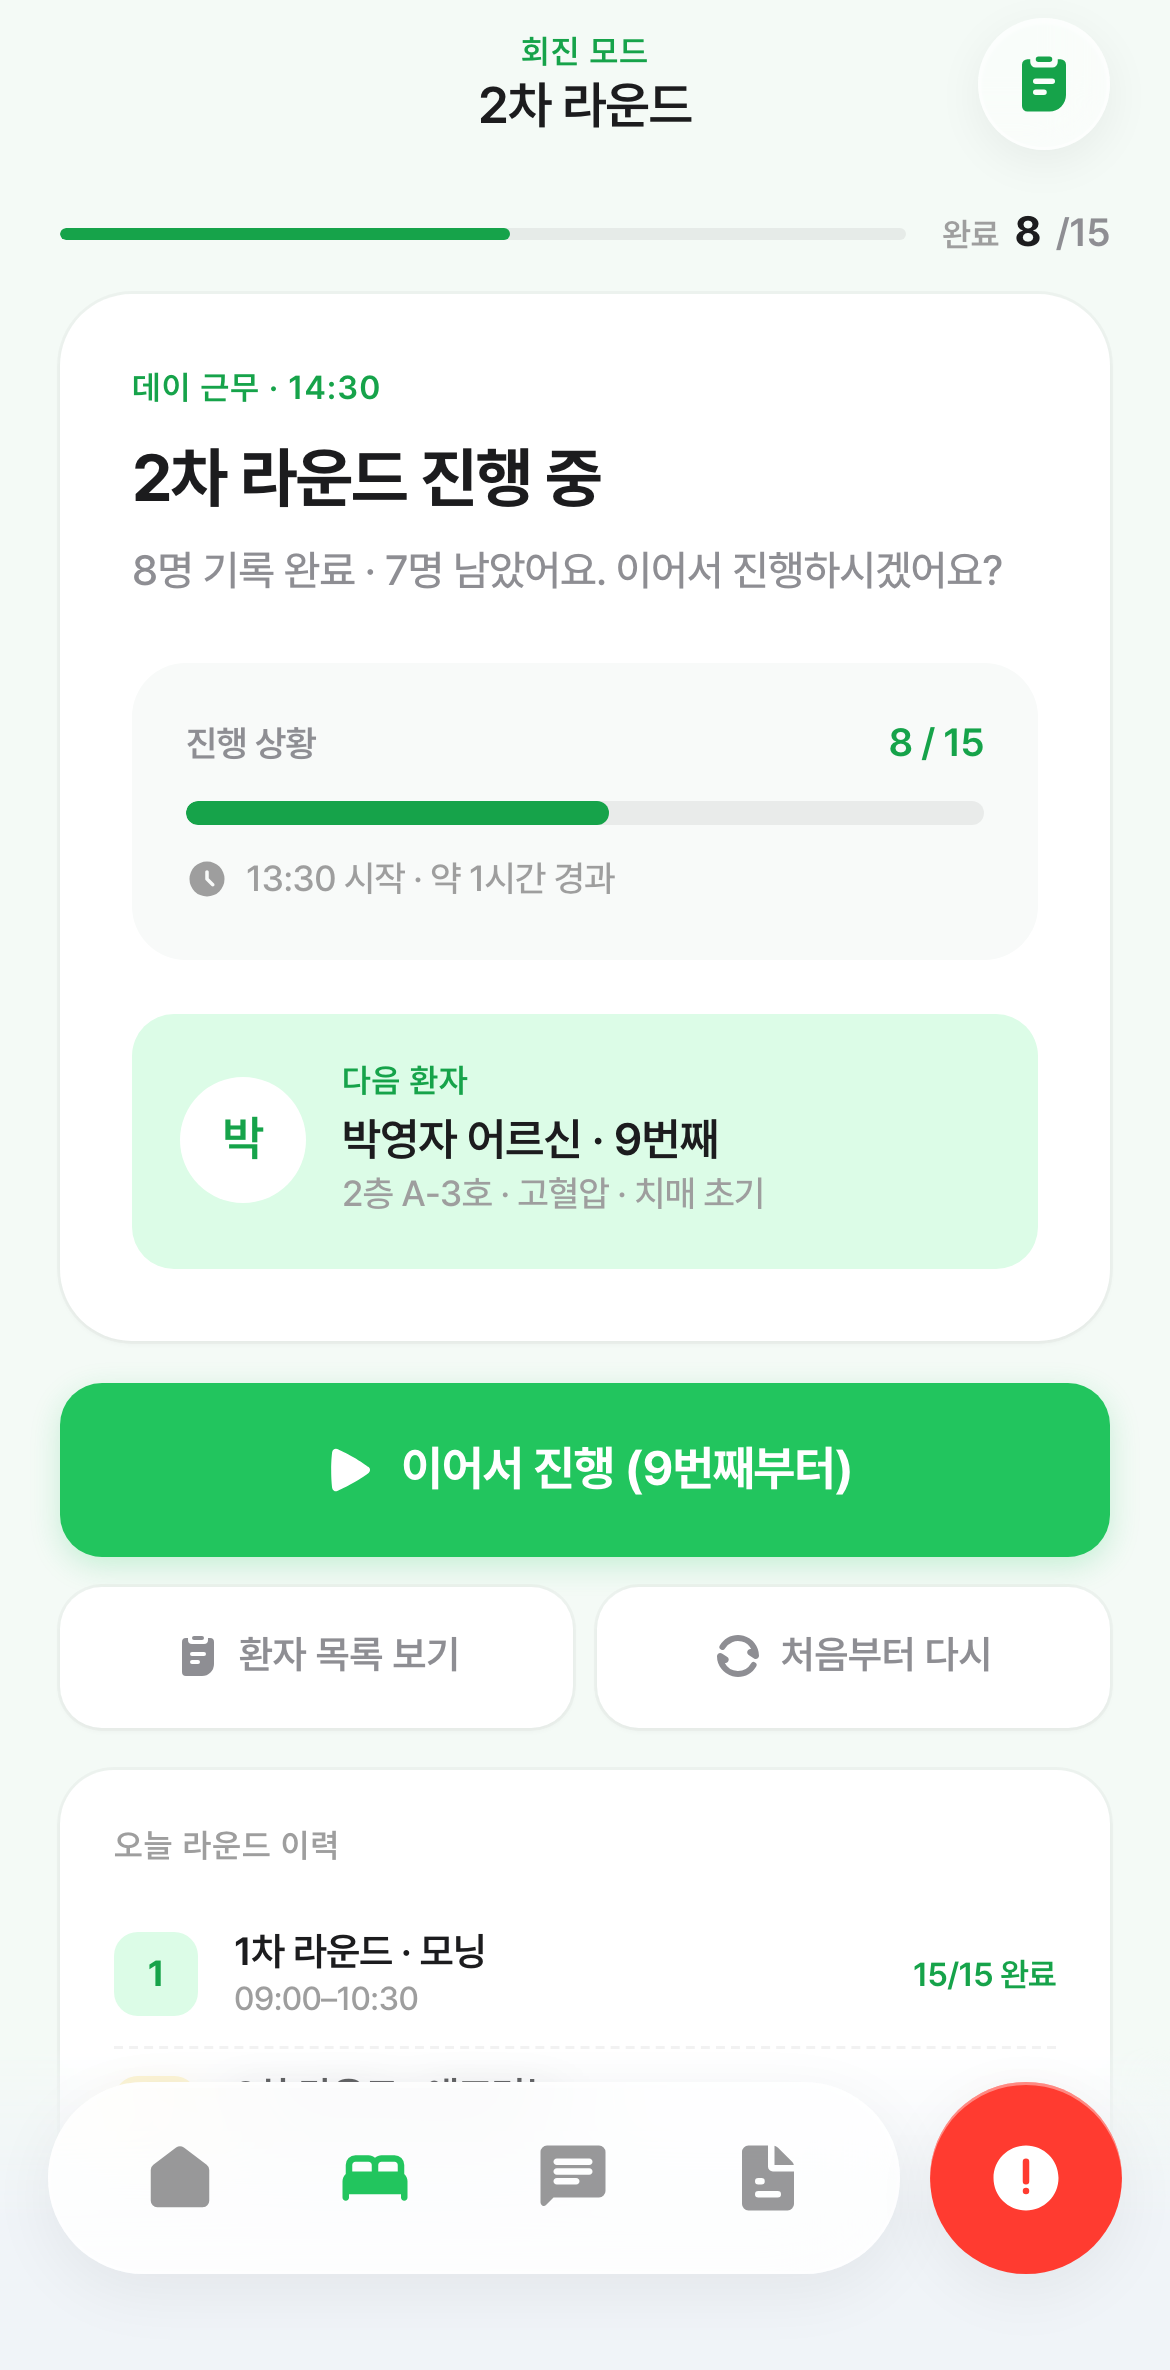 회진 모드
2차 라운드
완료 8 /15
데이 근무 · 14:30
2차 라운드 진행 중
8명 기록 완료 · 7명 남았어요. 이어서 진행하시겠어요?
진행 상황
8 / 15
13:30 시작 · 약 1시간 경과
박
다음 환자
박영자 어르신 · 9번째
2층 A-3호 · 고혈압 · 치매 초기
이어서 진행 (9번째부터)
환자 목록 보기
처음부터 다시
오늘 라운드 이력
1
1차 라운드 · 모닝
09:00–10:30
15/15 완료